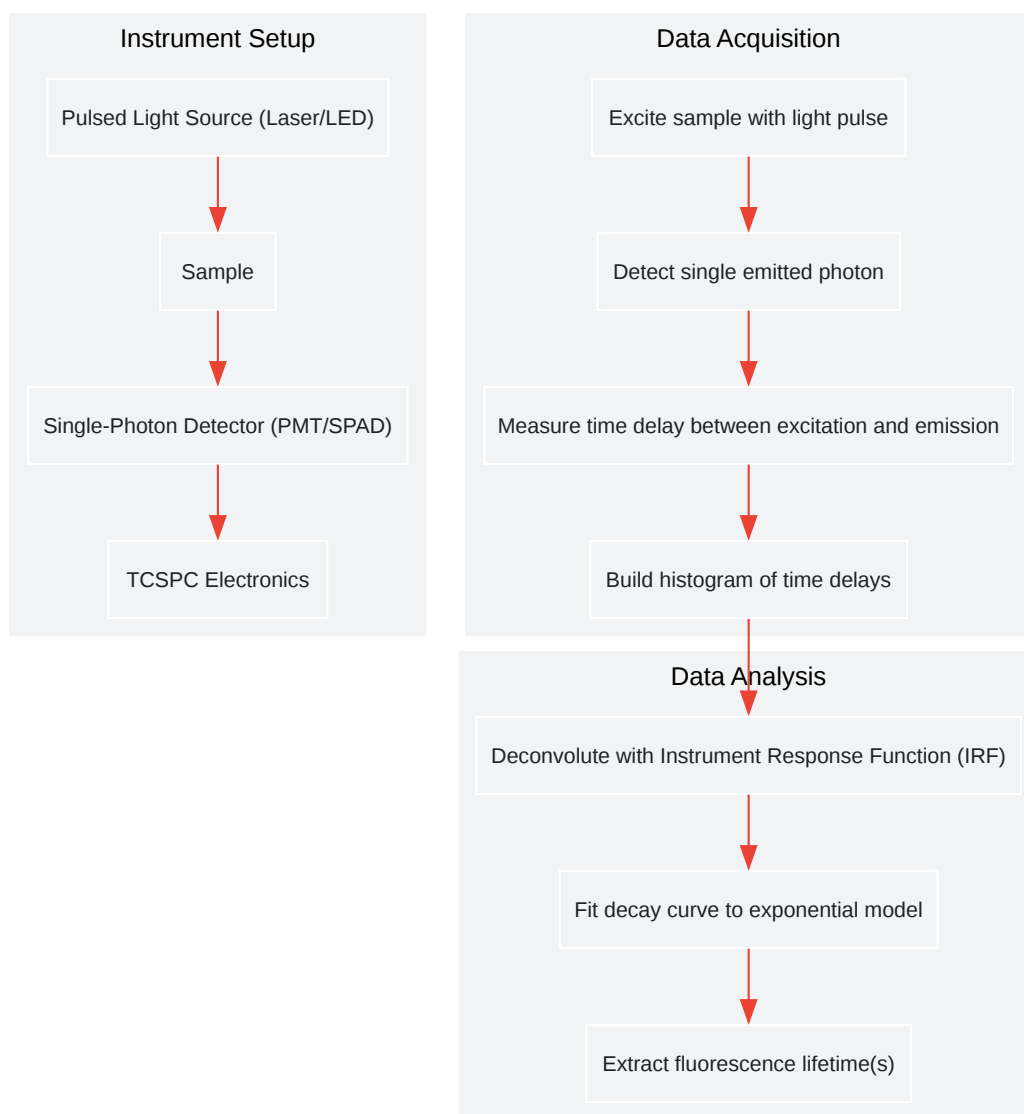 Instrument Setup
Pulsed Light Source (Laser/LED)
Sample
Single-Photon Detector (PMT/SPAD)
TCSPC Electronics
Data Acquisition
Excite sample with light pulse
Detect single emitted photon
Measure time delay between excitation and emission
Build histogram of time delays
Data Analysis
Deconvolute with Instrument Response Function (IRF)
Fit decay curve to exponential model
Extract fluorescence lifetime(s)